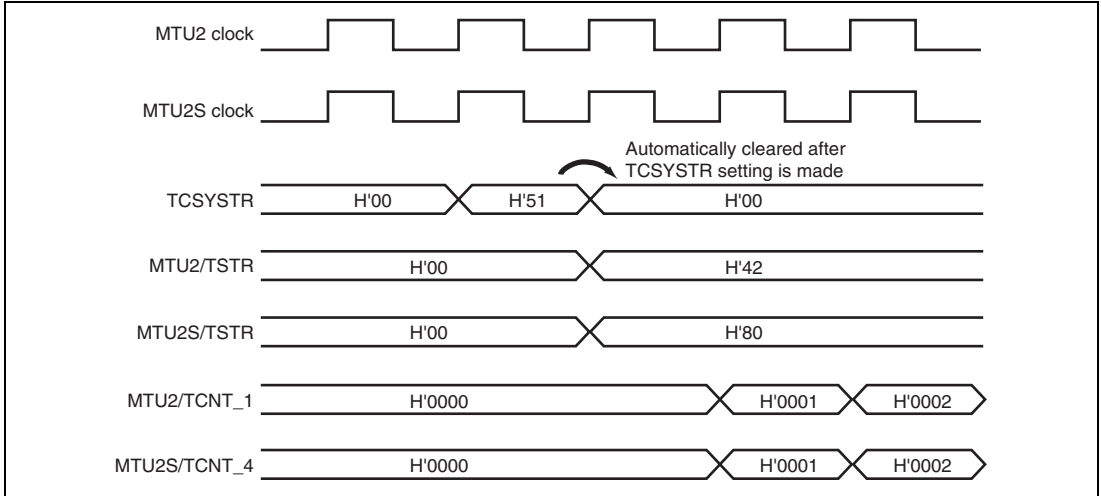 MTU2 clock
MTU2S clock
Automatically cleared after
TCSYSTR setting is made
TCSYSTR H'00 H'51 H'00
MTU2/TSTR H'00 H'42
MTU2S/TSTR H'00 H'80
MTU2/TCNT_1 H'0000 H'0001 H'0002
MTU2S/TCNT_4 H'0000 H'0001 H'0002